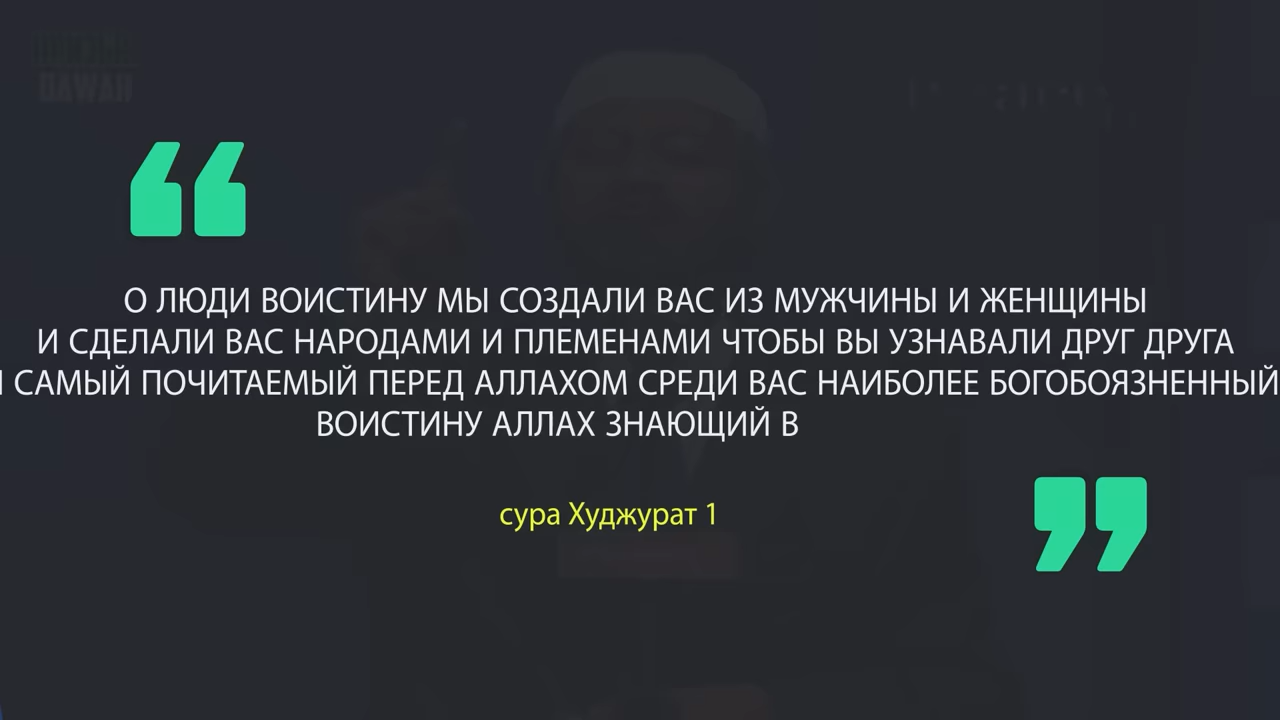 DAWAH
О ЛЮДИ ВОИСТИНУ МЫ СОЗДАЛИ ВАС ИЗ МУЖЧИНЫ И ЖЕНЩИНЫ
И СДЕЛАЛИ ВАС НАРОДАМИ И ПЛЕМЕНАМИ ЧТОБЫ ВЫ УЗНАВАЛИ ДРУГ ДРУГА
САМЫЙ ПОЧИТАЕМЫЙ ПЕРЕД АЛЛАХОМ СРЕДИ ВАС НАИБОЛЕЕ БОГОБОЯЗНЕННЫЙ
ВОИСТИНУ АЛЛАХ ЗНАЮЩИЙ В
сура Худжурат 1